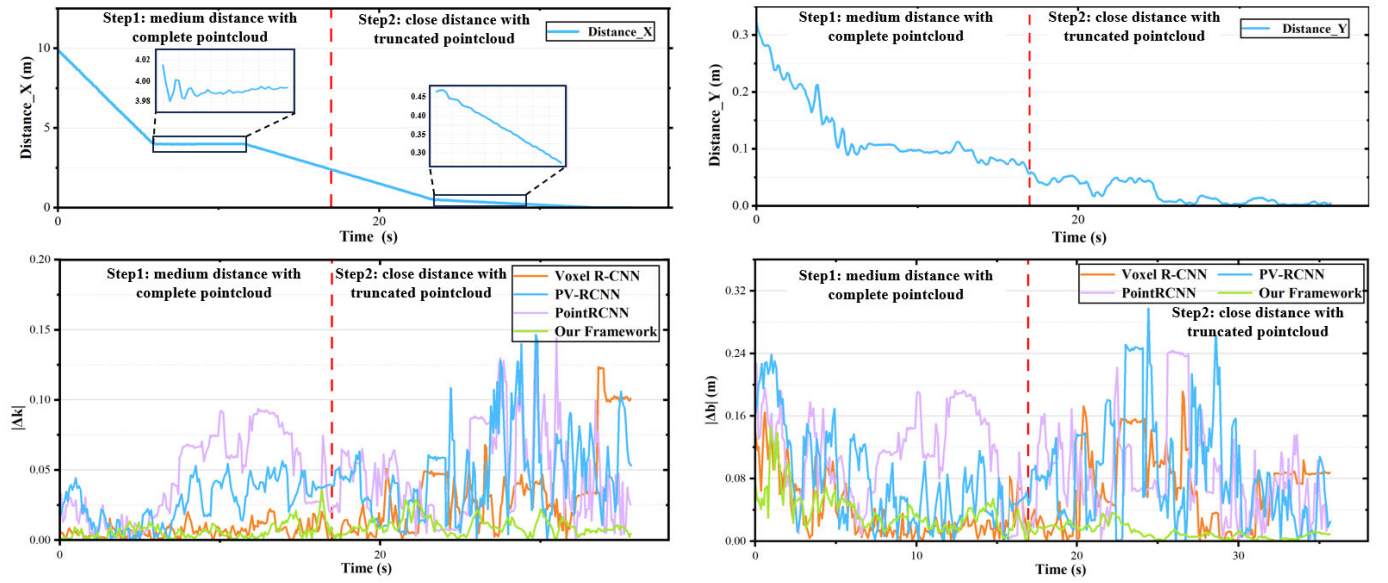 Step1: medium distance with
complete pointcloud
Step2: close distance with
truncated pointcloud
Distance_X
Distance_X (m)
10
5
0
4.02
4.00
3.98
0.45
0.40
0.35
0.30
0
20
Time (s)
Step1: medium distance with
complete pointcloud
Step2: close distance with
truncated pointcloud
Distance_Y
Distance_Y (m)
0.3
0.2
0.1
0.0
0
20
Time (s)
Step1: medium distance with
complete pointcloud
Step2: close distance with
truncated pointcloud
Voxel R-CNN
PV-RCNN
PointRCNN
Our Framework
|Δk|
0.20
0.15
0.10
0.05
0.00
0
20
Time (s)
Step1: medium distance with
complete pointcloud
Voxel R-CNN
PV-RCNN
PointRCNN
Our Framework
Step2: close distance with
truncated pointcloud
|Δb| (m)
0.36
0.32
0.24
0.16
0.08
0.00
0
10
20
30
Time (s)